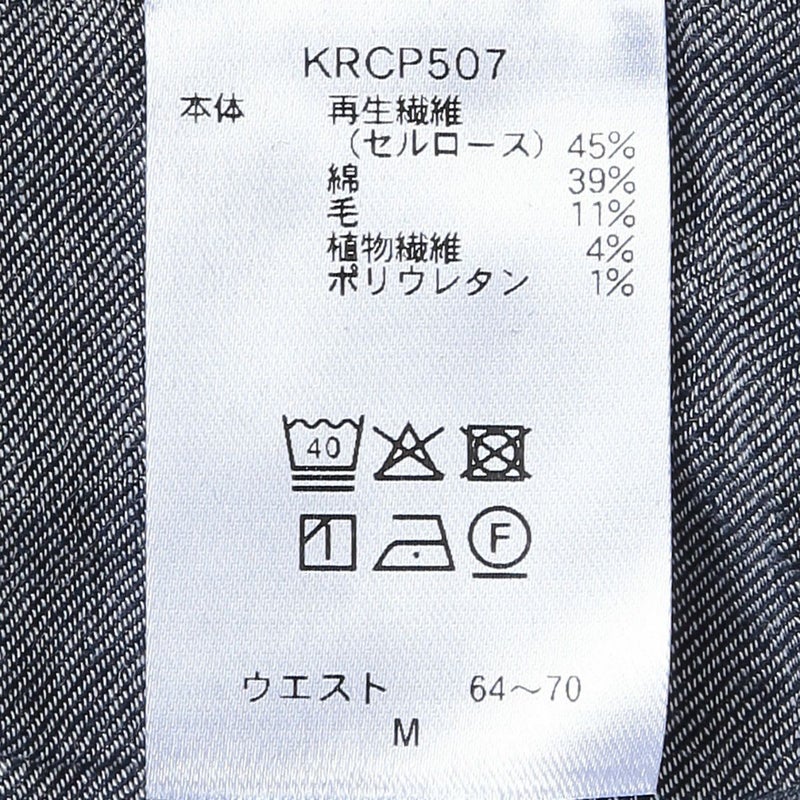 KRCP507
本体 再生繊維
（セルロース） 45%
綿 39%
毛 11%
植物繊維 4%
ポリウレタン 1%
40
F
ウエスト 64〜70
M